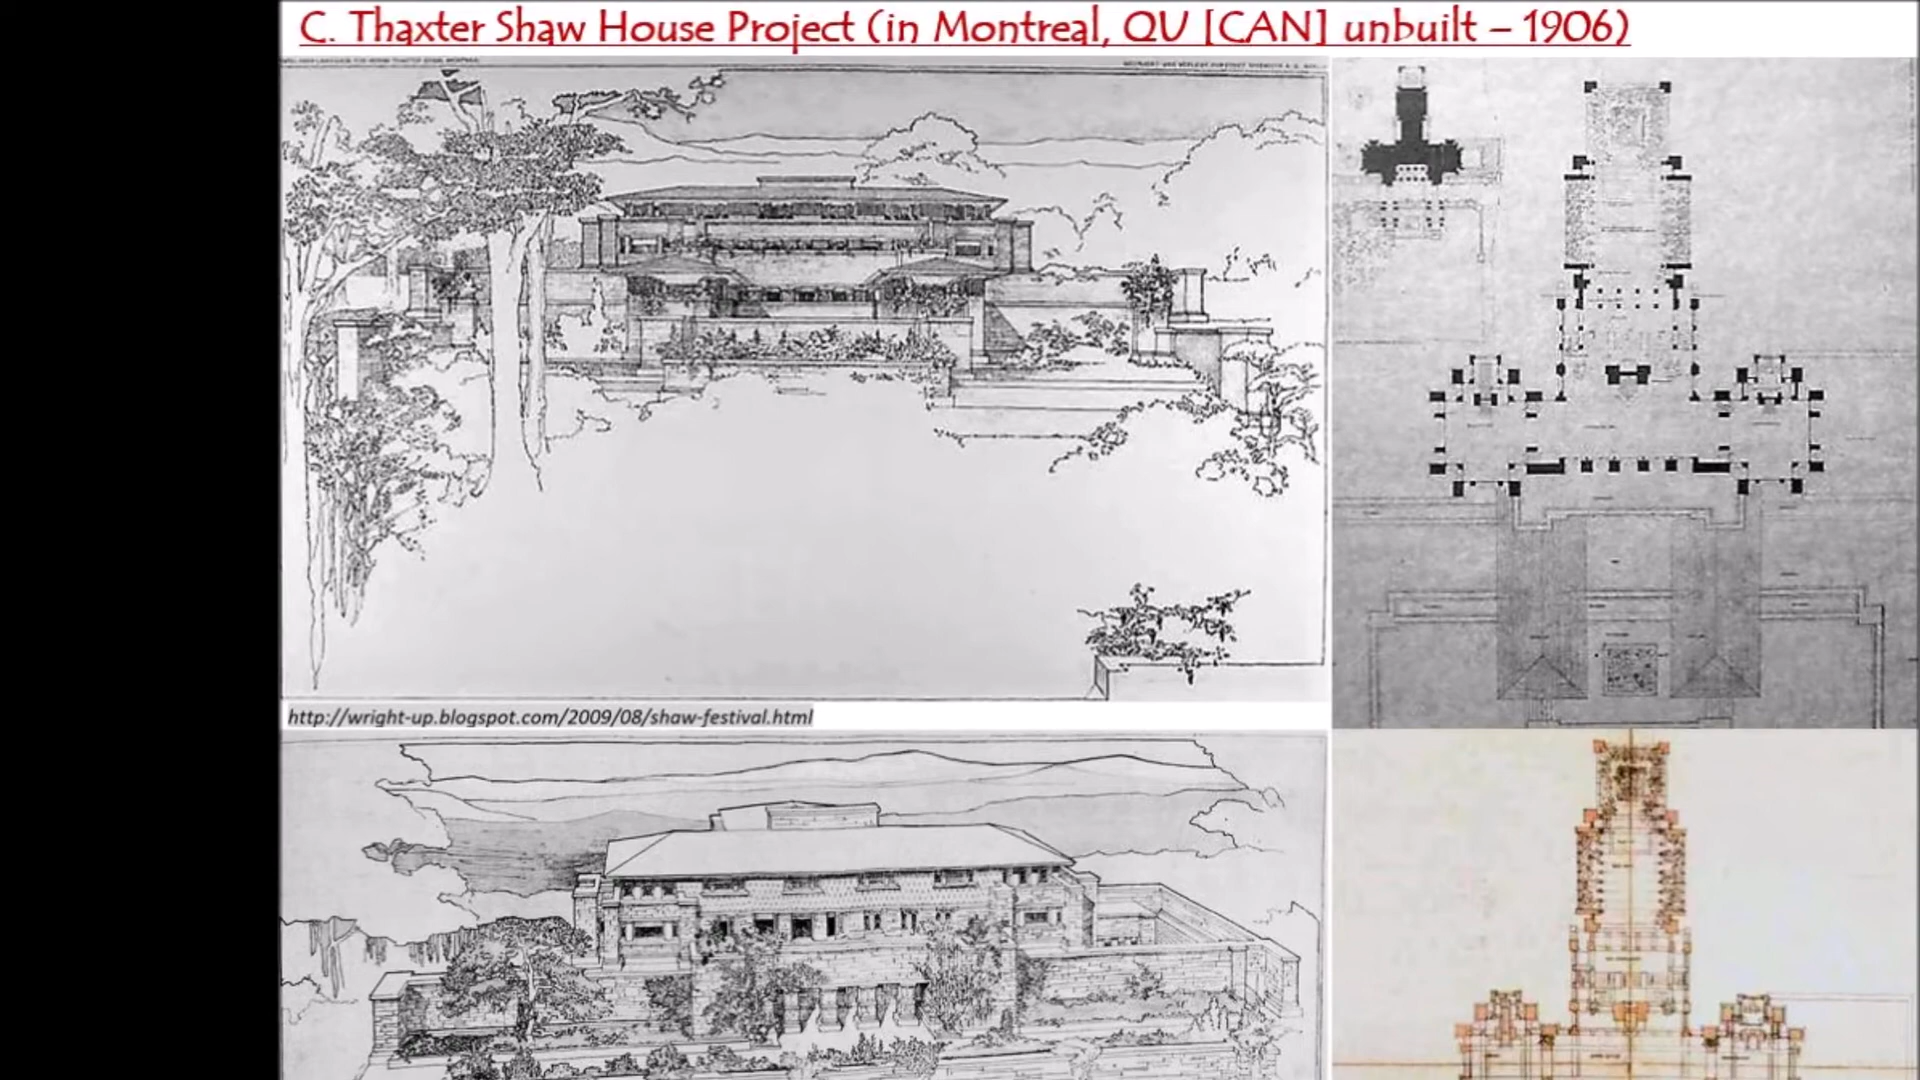 C. Thaxter Shaw House Project (in Montreal, QU [CAN] unbuilt – 1906)
http://wright-up.blogspot.com/2009/08/shaw-festival.html